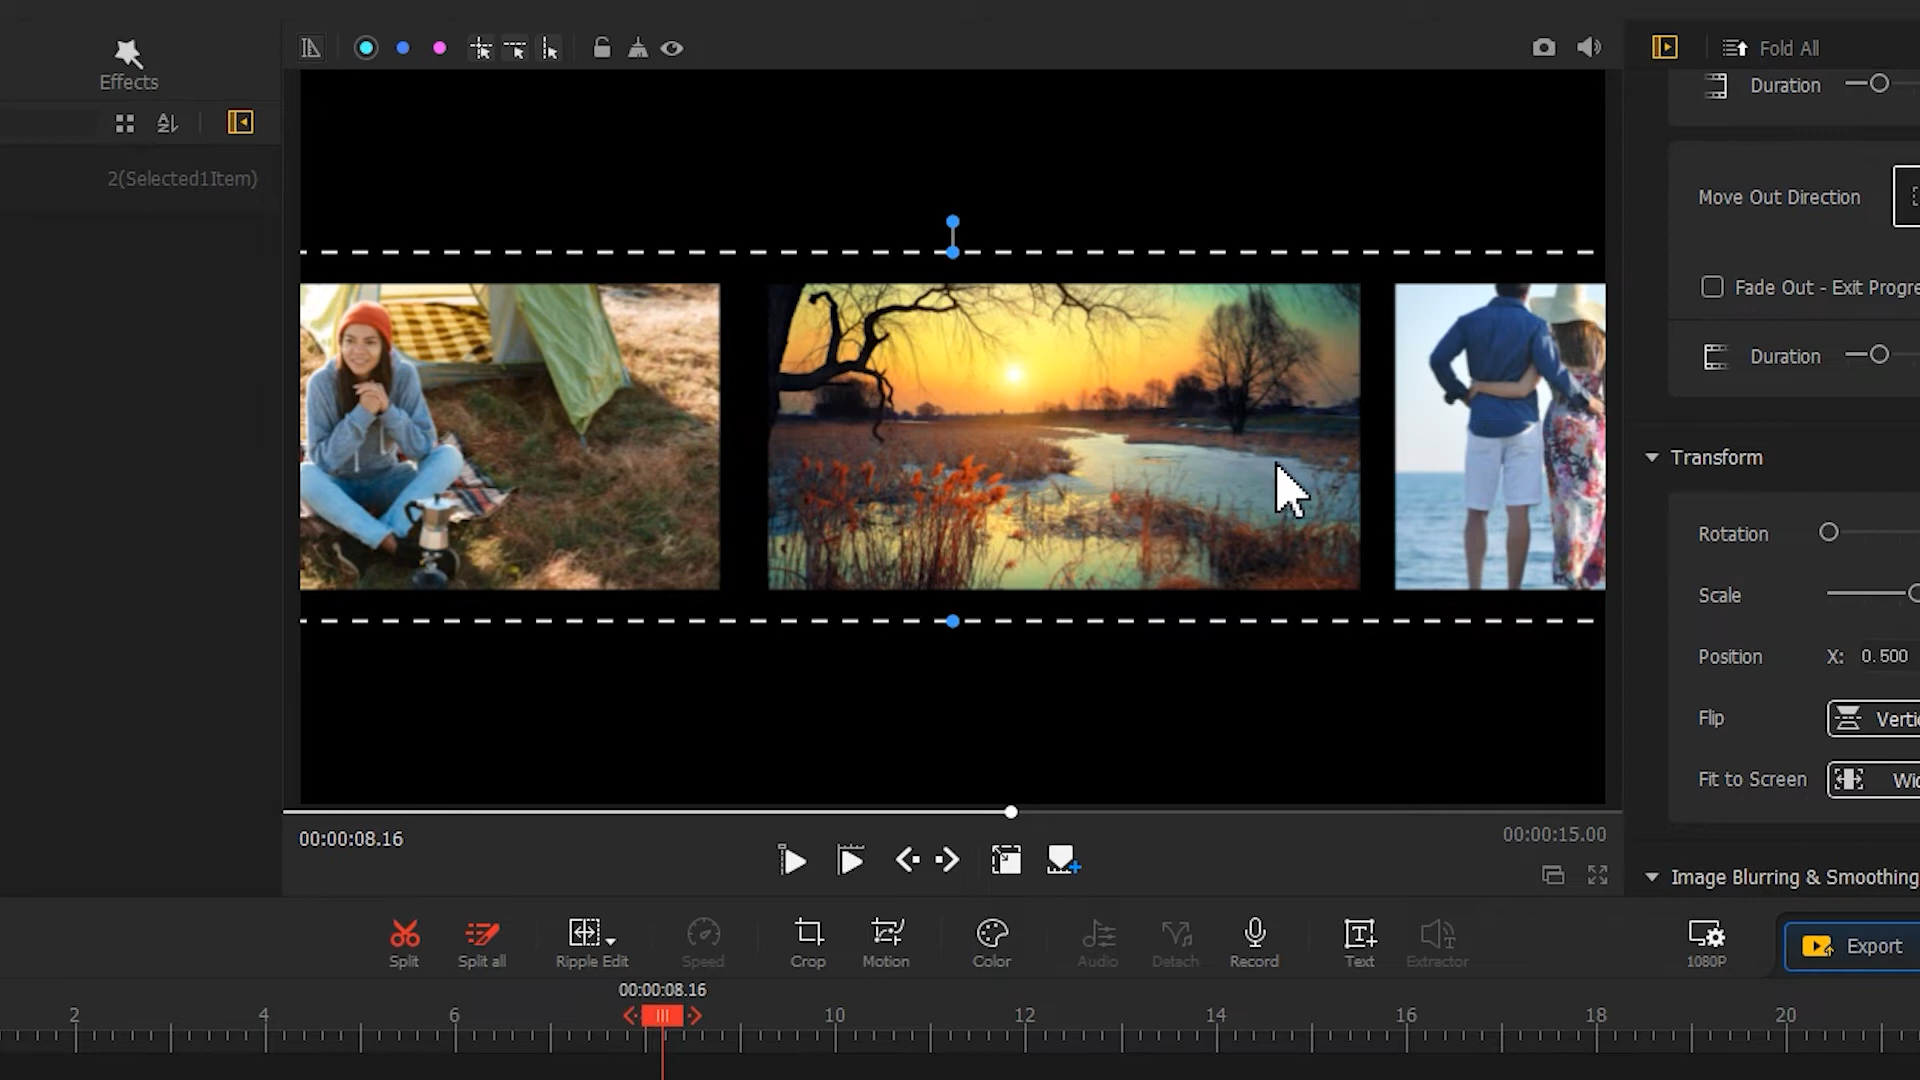 Effects
Fold All
Duration
2(Selected1Item)
Move Out Direction
Fade Out - Exit Progre
Duration
Transform
Rotation
Scale
Position X: 0.500
Flip Vertic
Fit to Screen Wid
00:00:08.16
00:00:15.00
Image Blurring & Smoothing
Split
Split all
Ripple Edit
Speed
Crop
Motion
Color
Audio
Detach
Record
Text
Extractor
1080P
Export
00:00:08.16
2 4 6 10 12 14 16 18 20